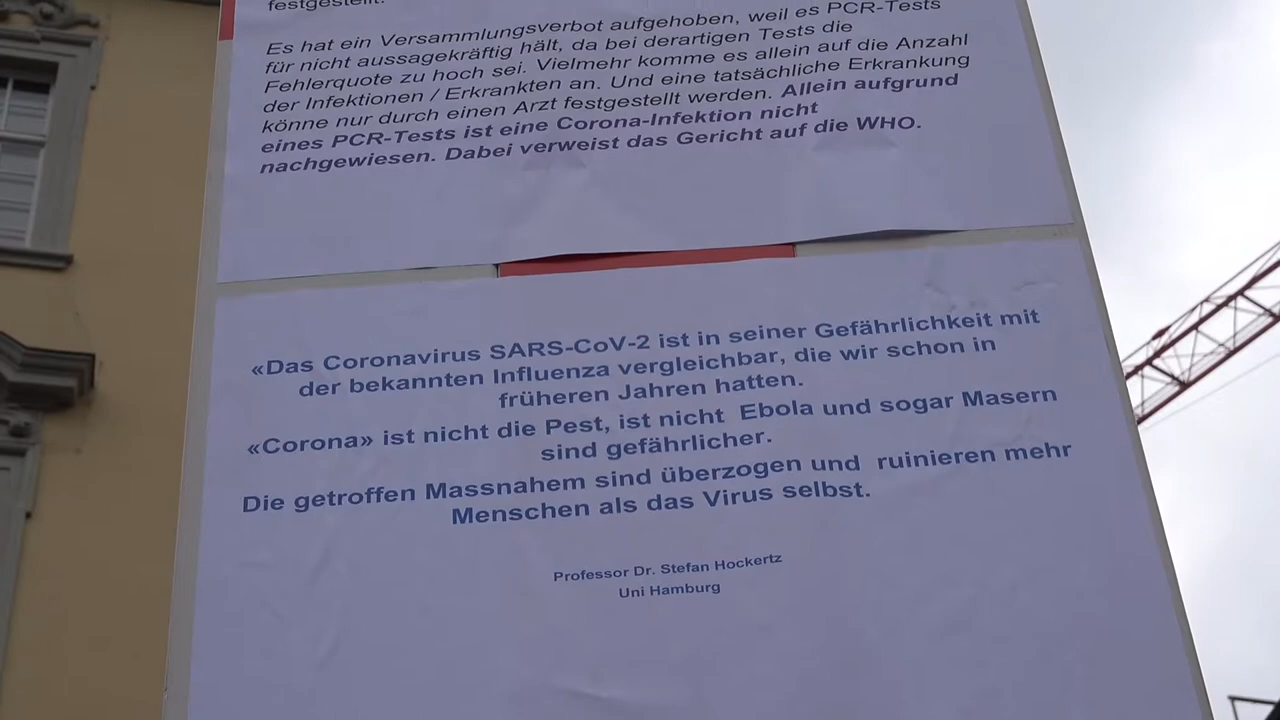 festgestellt.
Es hat ein Versammlungsverbot aufgehoben, weil es PCR-Tests
für nicht aussagekräftig hält, da bei derartigen Tests die
Fehlerquote zu hoch sei. Vielmehr komme es allein auf die Anzahl
der Infektionen / Erkrankten an. Und eine tatsächliche Erkrankung
könne nur durch einen Arzt festgestellt werden. Allein aufgrund
eines PCR-Tests ist eine Corona-Infektion nicht
nachgewiesen. Dabei verweist das Gericht auf die WHO.
«Das Coronavirus SARS-CoV-2 ist in seiner Gefährlichkeit mit
der bekannten Influenza vergleichbar, die wir schon in
früheren Jahren hatten.
«Corona» ist nicht die Pest, ist nicht Ebola und sogar Masern
sind gefährlicher.
Die getroffen Massnahem sind überzogen und ruinieren mehr
Menschen als das Virus selbst.
Professor Dr. Stefan Hockertz
Uni Hamburg